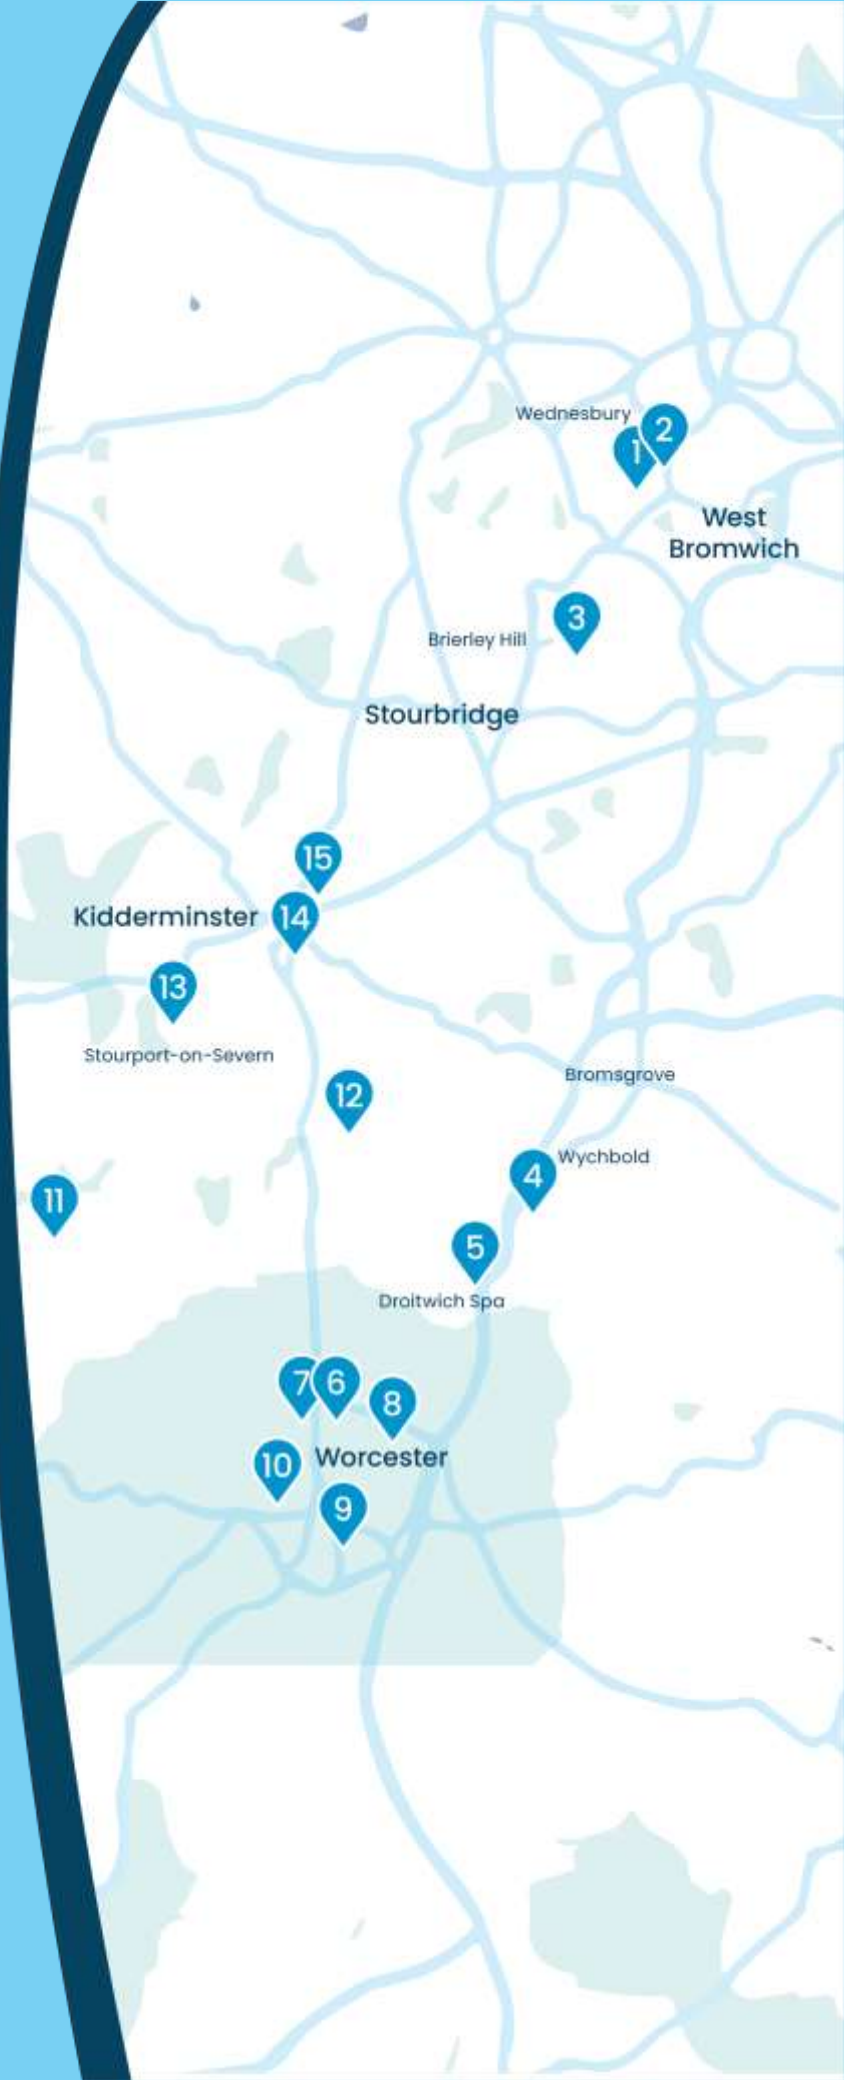 Wednesbury
2
1
West
Bromwich
3
Brierley Hill
Stourbridge
15
Kidderminster
14
13
Stourport-on-Severn
Bromsgrove
12
Wychbold
4
11
5
Droitwich Spa
7
6
8
Worcester
10
9